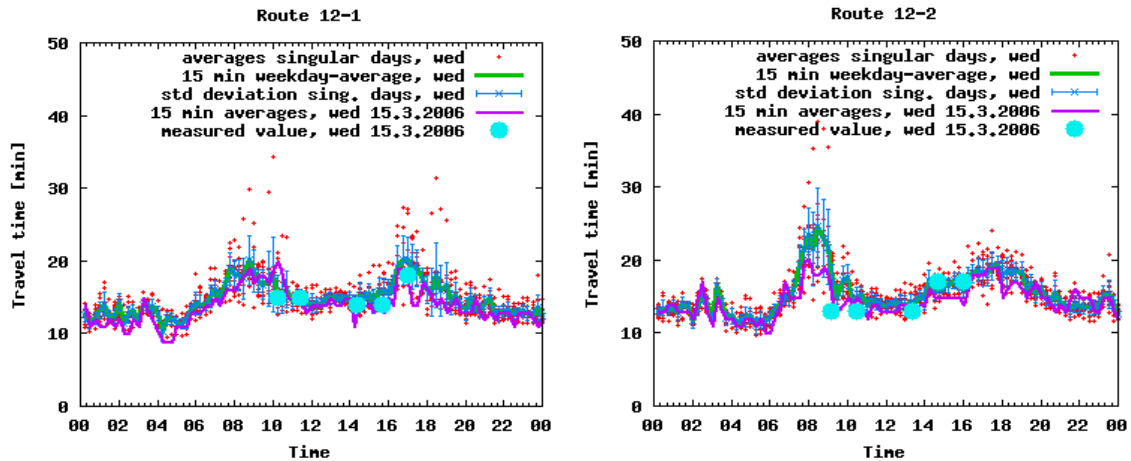 Route 12-1
50
40
30
20
10
0
averages singular days, wed
15 min weekday-average, wed
std deviation sing. days, wed
15 min averages, wed 15.3.2006
measured value, wed 15.3.2006
Travel time [min]
00 02 04 06 08 10 12 14 16 18 20 22 00
Time
Route 12-2
50
40
30
20
10
0
averages singular days, wed
15 min weekday-average, wed
std deviation sing. days, wed
15 min averages, wed 15.3.2006
measured value, wed 15.3.2006
Travel time [min]
00 02 04 06 08 10 12 14 16 18 20 22 00
Time